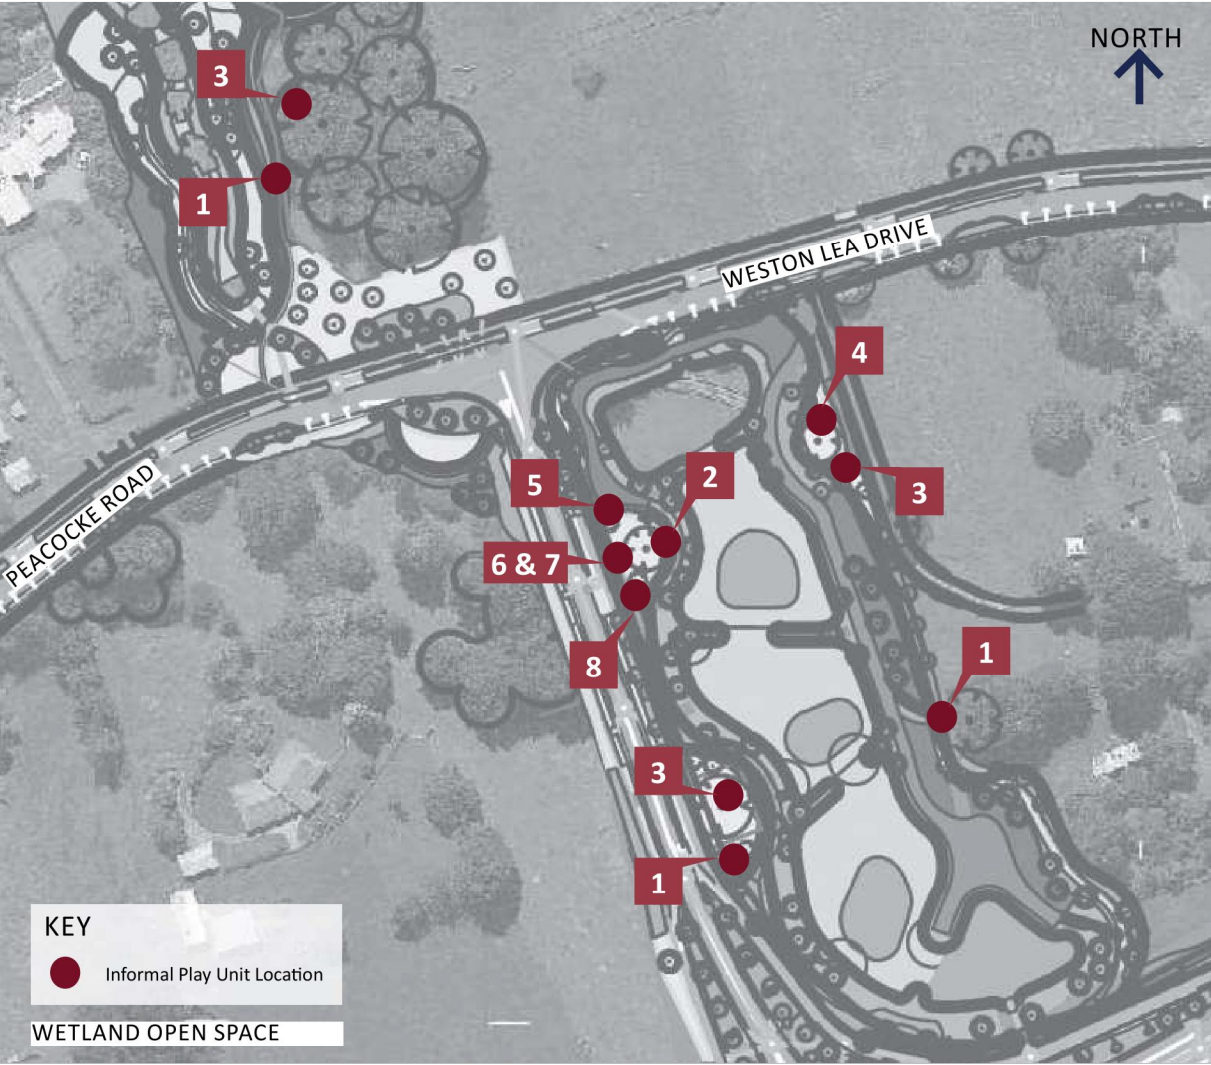 NORTH
3
1
WESTON LEA DRIVE
4
3
5
2
PEACOCKE ROAD
6 & 7
8
1
3
1
KEY
Informal Play Unit Location
WETLAND OPEN SPACE